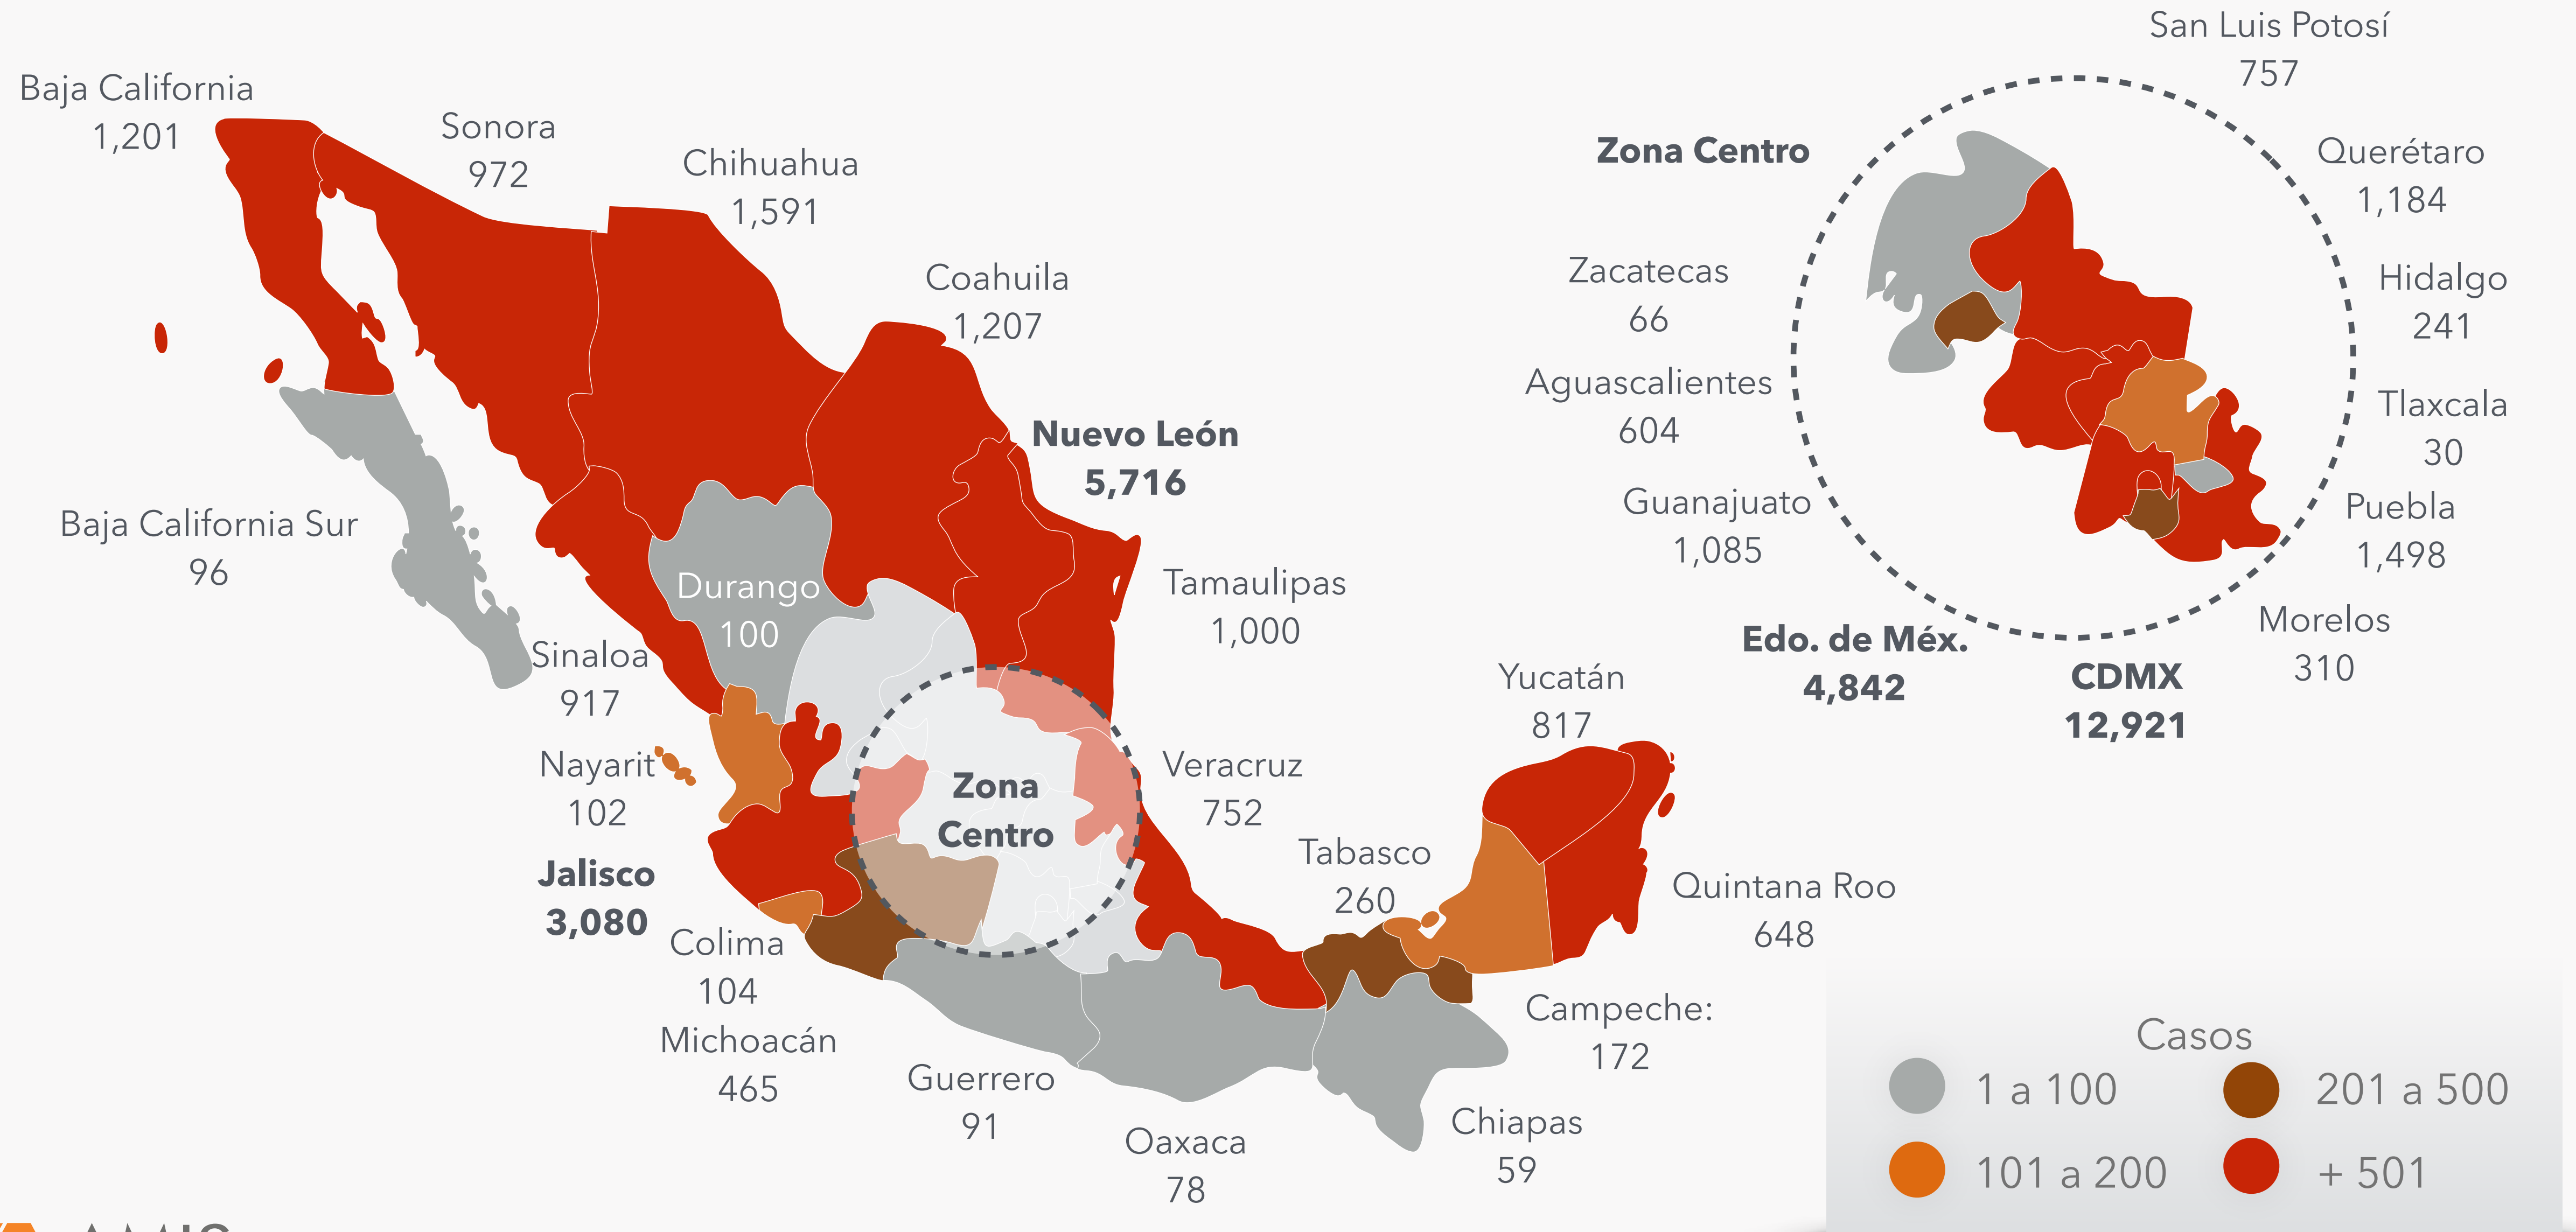 San Luis Potosí
757
Baja California
1,201
Sonora
972
Chihuahua
1,591
Zona Centro
Querétaro
1,184
Coahuila
1,207
Zacatecas
66
Hidalgo
241
Aguascalientes
604
Tlaxcala
30
Nuevo León
5,716
Baja California Sur
96
Guanajuato
1,085
Puebla
1,498
Durango
100
Tamaulipas
1,000
Sinaloa
917
Edo. de Méx.
4,842
CDMX
12,921
Morelos
310
Yucatán
817
Nayarit
102
Zona
Centro
Veracruz
752
Jalisco
3,080
Tabasco
260
Quintana Roo
648
Colima
104
Michoacán
465
Guerrero
91
Oaxaca
78
Campeche:
172
Chiapas
59
Casos
1 a 100
201 a 500
101 a 200
+ 501